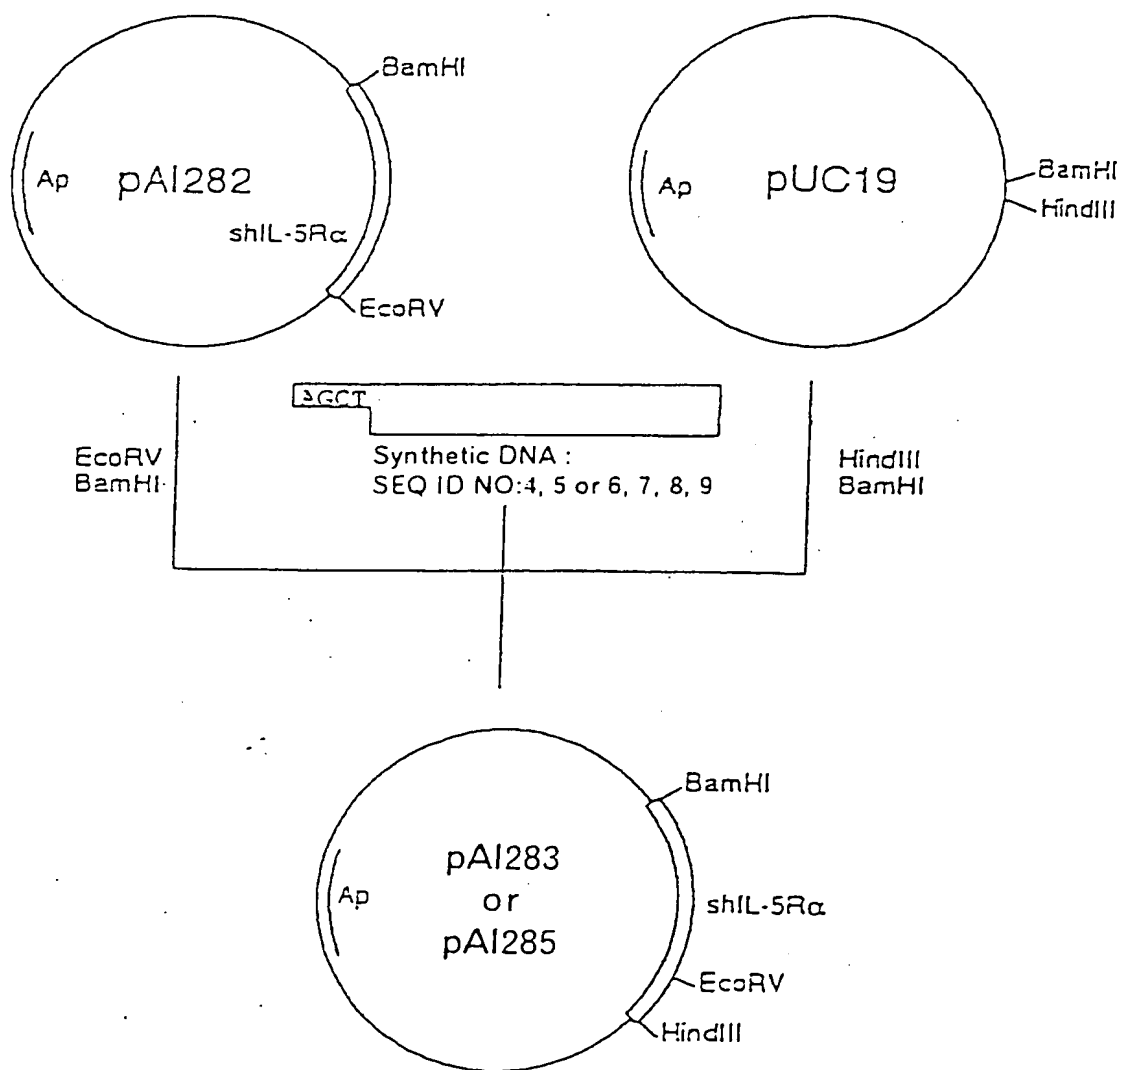 BamHI
Ap
pAI282
shIL-5Rα
EcoRV
Ap
pUC19
BamHI
HindIII
AGCT
EcoRV
BamHI
Synthetic DNA :
SEQ ID NO:4, 5 or 6, 7, 8, 9
HindIII
BamHI
BamHI
Ap
pAI283
or
pAI285
shIL-5Rα
EcoRV
HindIII